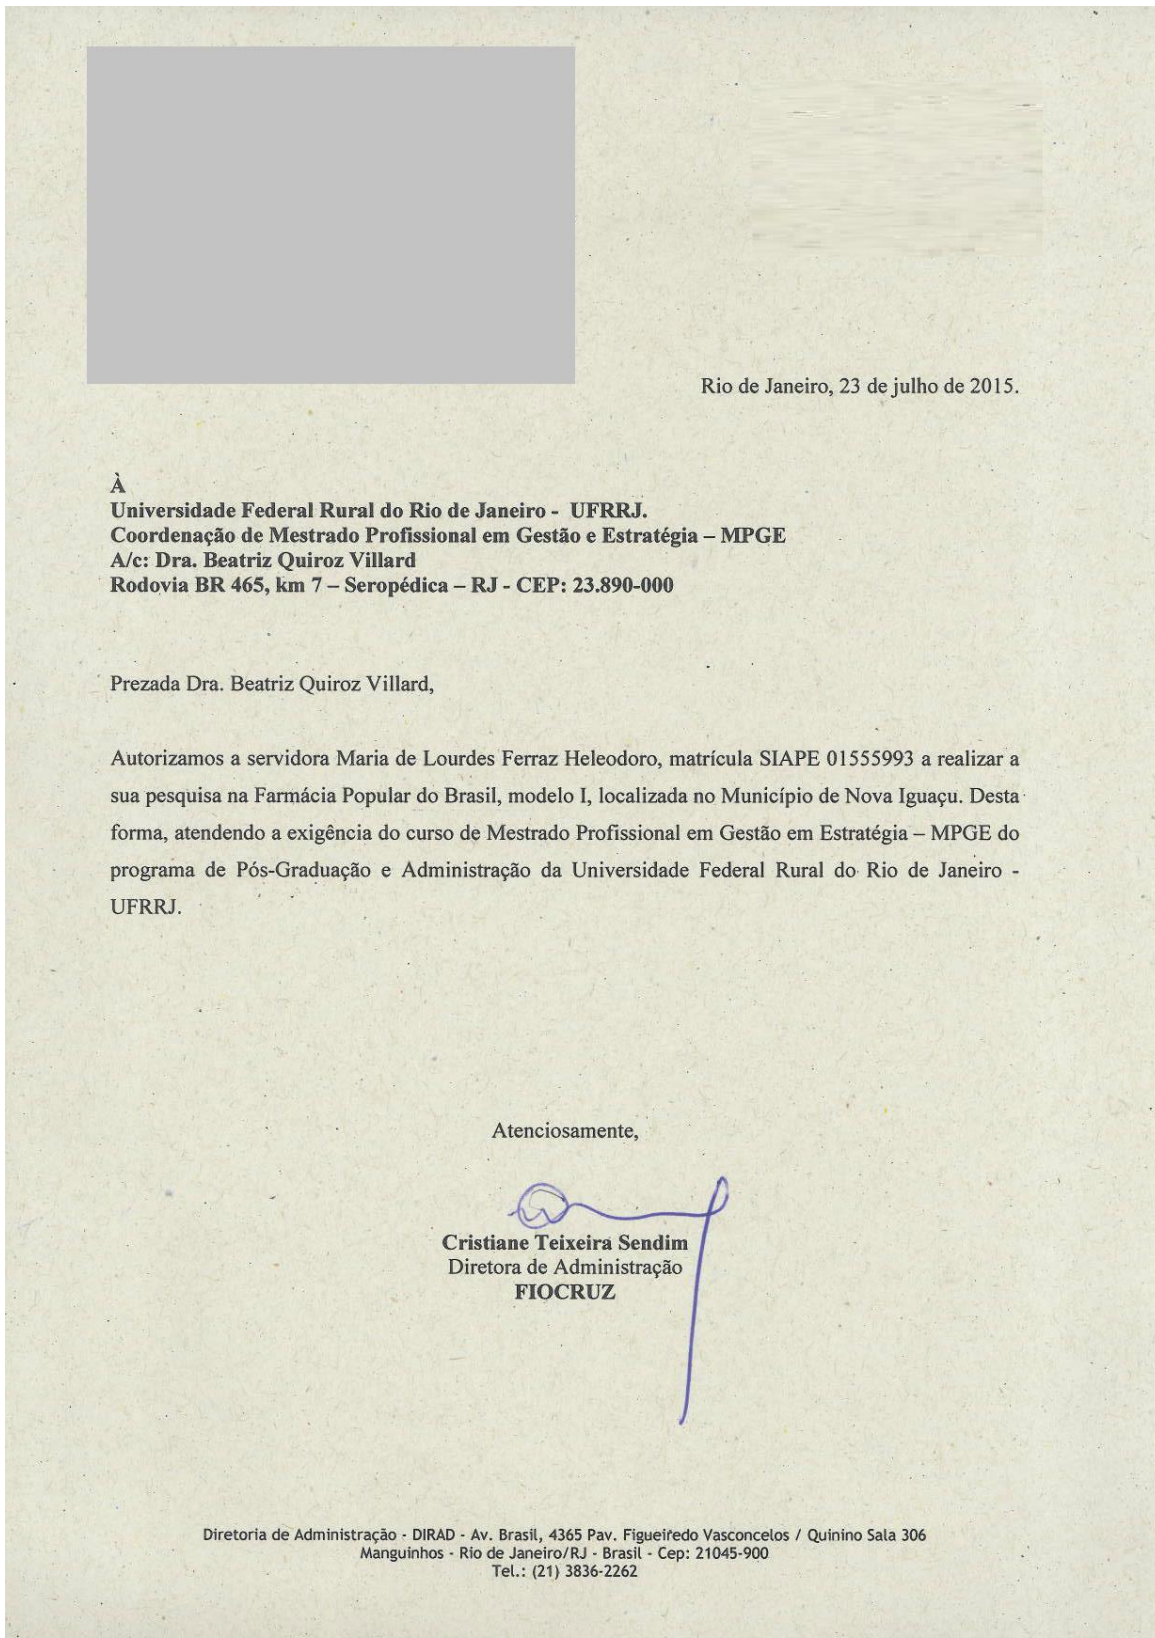 Rio de Janeiro, 23 de julho de 2015.
À
Universidade Federal Rural do Rio de Janeiro - UFRRJ.
Coordenação de Mestrado Profissional em Gestão e Estratégia – MPGE
A/c: Dra. Beatriz Quiroz Villard
Rodovia BR 465, km 7 – Seropédica – RJ - CEP: 23.890-000
Prezada Dra. Beatriz Quiroz Villard,
Autorizamos a servidora Maria de Lourdes Ferraz Heleodoro, matrícula SIAPE 01555993 a realizar a
sua pesquisa na Farmácia Popular do Brasil, modelo I, localizada no Município de Nova Iguaçu. Desta
forma, atendendo a exigência do curso de Mestrado Profissional em Gestão em Estratégia – MPGE do
programa de Pós-Graduação e Administração da Universidade Federal Rural do Rio de Janeiro -
UFRRJ.
Atenciosamente,
Cristiane Teixeira Sendim
Diretora de Administração
FIOCRUZ
Diretoria de Administração - DIRAD - Av. Brasil, 4365 Pav. Figueiredo Vasconcelos / Quinino Sala 306
Manguinhos - Rio de Janeiro/RJ - Brasil - Cep: 21045-900
Tel.: (21) 3836-2262